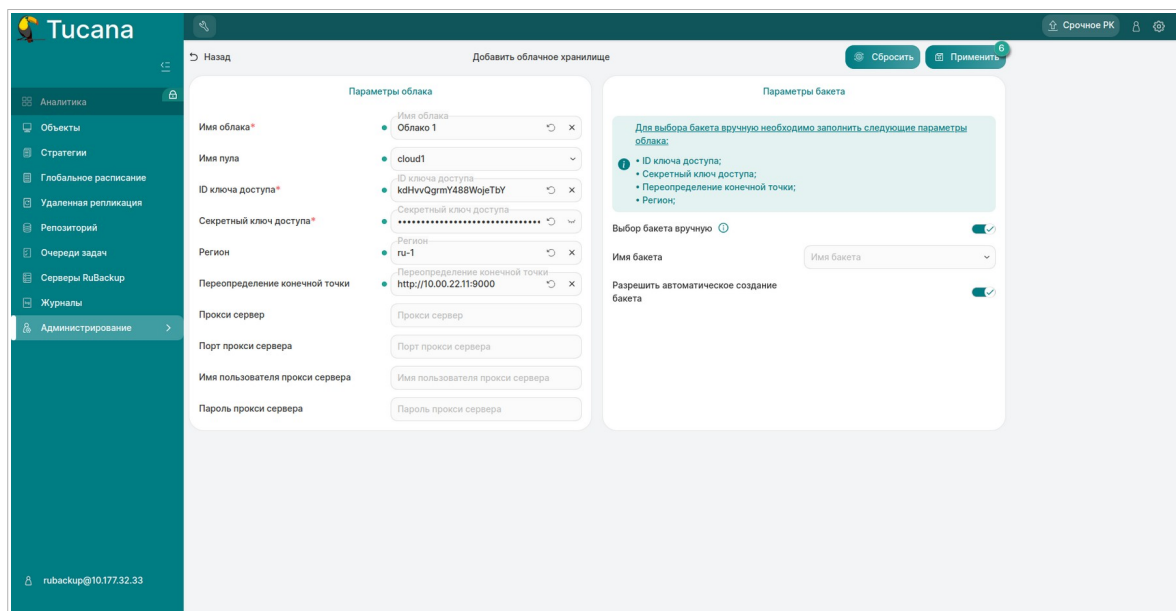 Tucana
Срочное РК
Назад
Добавить облачное хранилище
Сбросить
Применить
6
Аналитика
Объекты
Стратегии
Глобальное расписание
Удаленная репликация
Репозиторий
Очереди задач
Серверы RuBackup
Журналы
Администрирование
rubackup@10.177.32.33
Параметры облака
Имя облака*
Имя облака
Облако 1
Имя пула
cloud1
ID ключа доступа*
ID ключа доступа
kdHvvQgrmY488WojeTbY
Секретный ключ доступа*
Секретный ключ доступа
••••••••••••••••••••••••••••••
Регион
Регион
ru-1
Переопределение конечной точки
Переопределение конечной точки
http://10.00.22.11:9000
Прокси сервер
Прокси сервер
Порт прокси сервера
Порт прокси сервера
Имя пользователя прокси сервера
Имя пользователя прокси сервера
Пароль прокси сервера
Пароль прокси сервера
Параметры бакета
Для выбора бакета вручную необходимо заполнить следующие параметры
облака:
• ID ключа доступа;
• Секретный ключ доступа;
• Переопределение конечной точки;
• Регион;
Выбор бакета вручную
Имя бакета
Имя бакета
Разрешить автоматическое создание
бакета